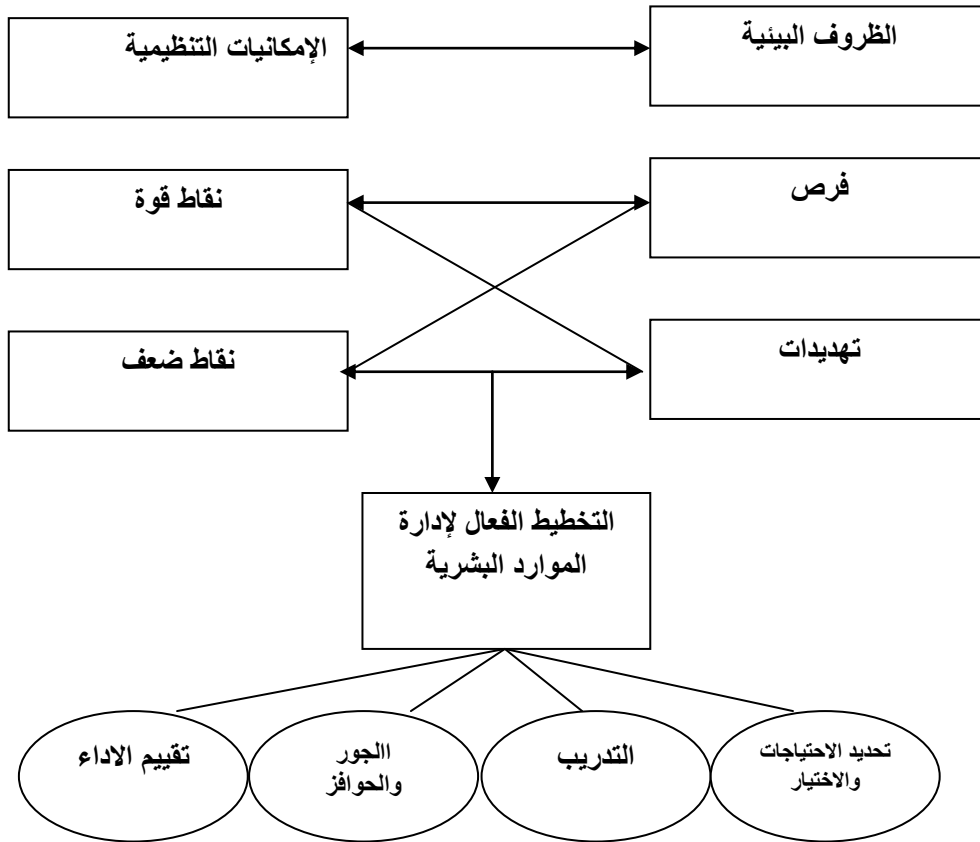 الظروف البيئية
الإمكانيات التنظيمية
فرص
نقاط قوة
تهديدات
نقاط ضعف
التخطيط الفعال لإدارة
الموارد البشرية
تحديد الاحتياجات
والاختيار
التدريب
االجور
والحوافز
تقييم الاداء